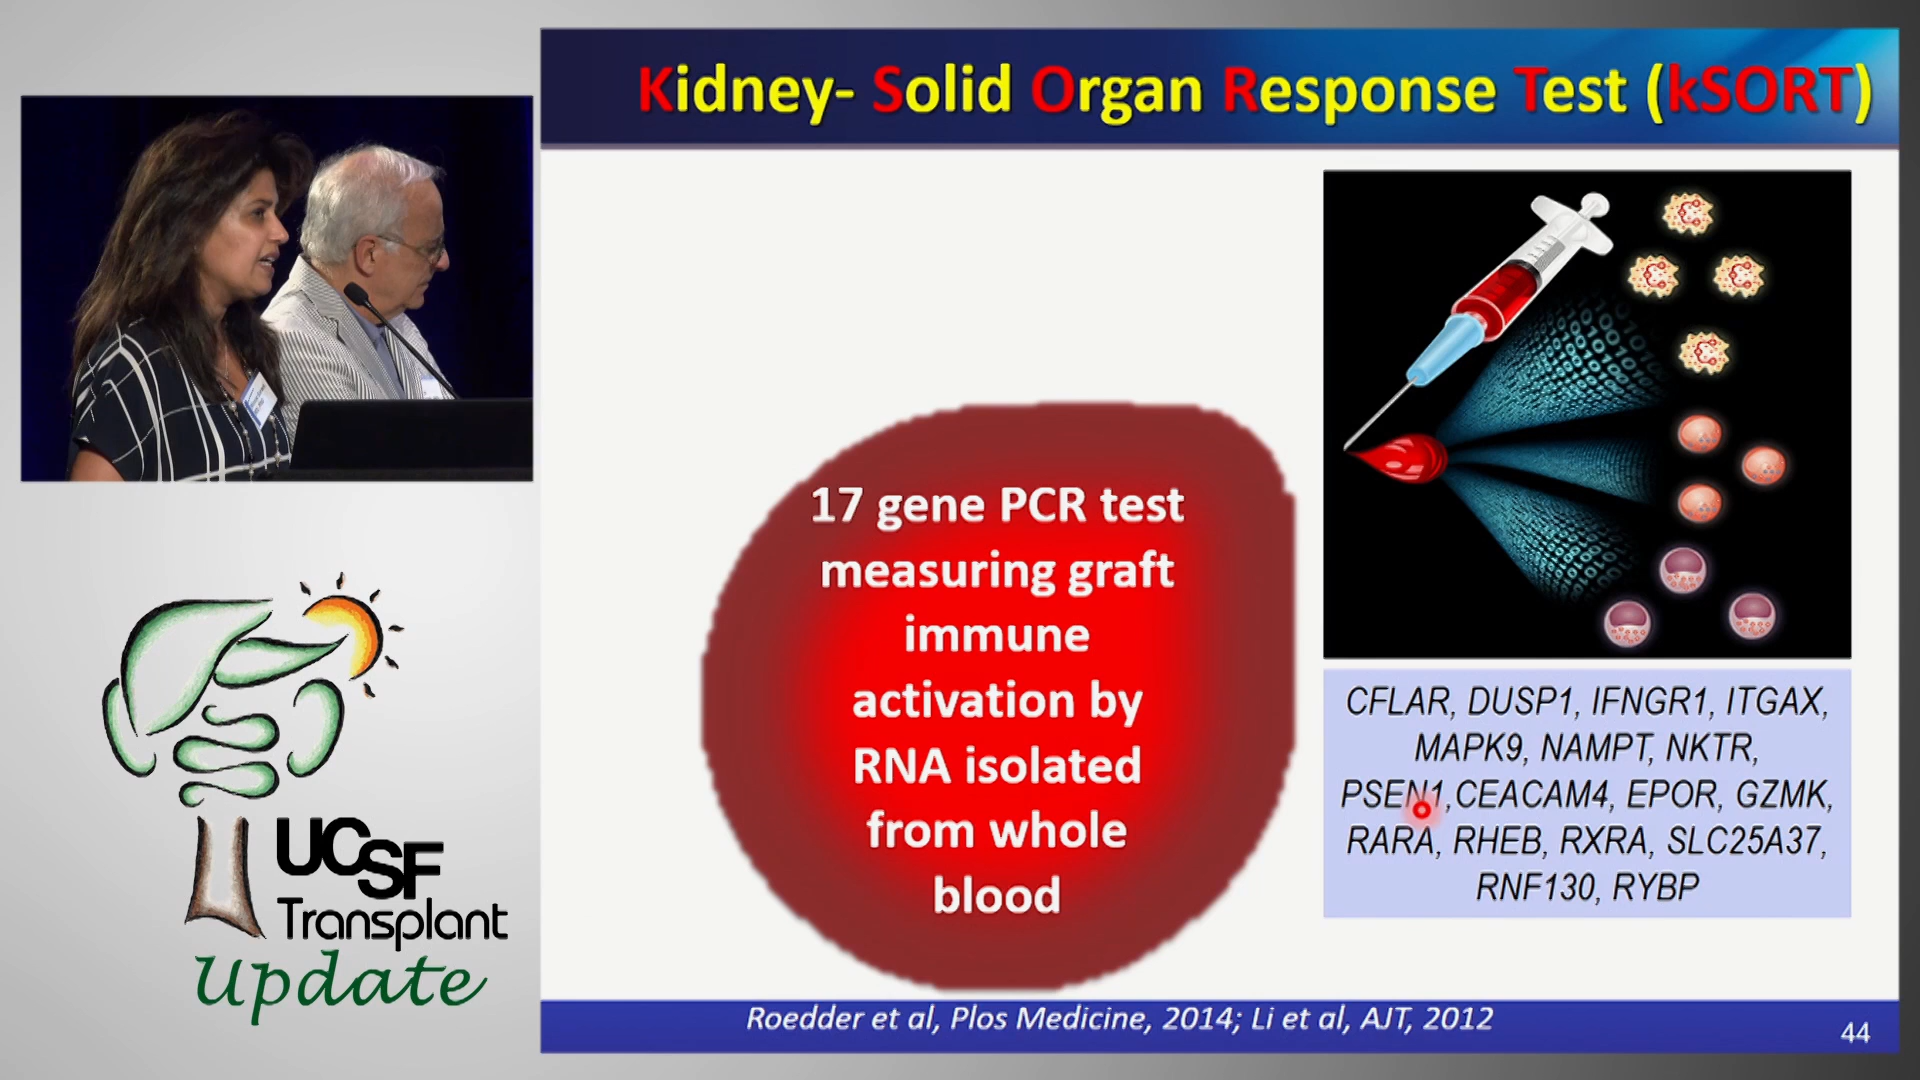 Kidney- Solid Organ Response Test (kSORT)
17 gene PCR test
measuring graft
immune
activation by
RNA isolated
from whole
blood
CFLAR, DUSP1, IFNGR1, ITGAX,
MAPK9, NAMPT, NKTR,
PSEN1,CEACAM4, EPOR, GZMK,
RARA, RHEB, RXRA, SLC25A37,
RNF130, RYBP
Roedder et al, Plos Medicine, 2014; Li et al, AJT, 2012
44
UCSF
Transplant
Update